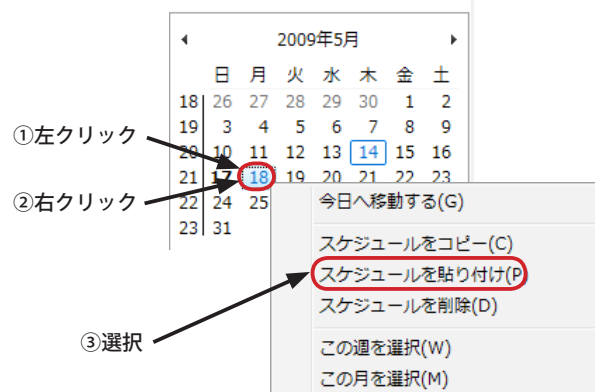 2009年5月
日 月 火 水 木 金 土
18 26 27 28 29 30 1 2
19 3 4 5 6 7 8 9
①左クリック
20 10 11 12 13 14 15 16
21 17 18 19 20 21 22 23
②右クリック
22 24 25
今日へ移動する(G)
23 31
スケジュールをコピー(C)
スケジュールを貼り付け(P)
スケジュールを削除(D)
③選択
この週を選択(W)
この月を選択(M)